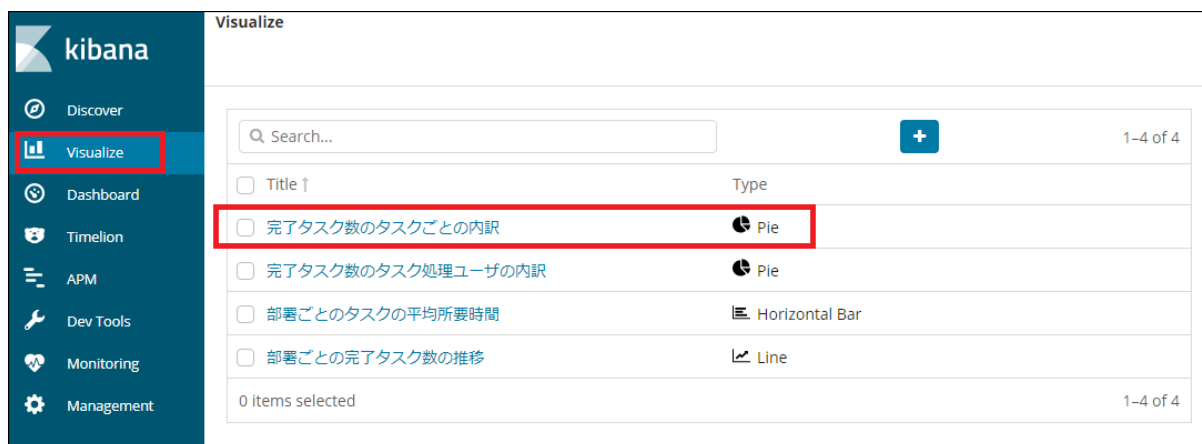 kibana
Discover
Visualize
Dashboard
Timelion
APM
Dev Tools
Monitoring
Management
Visualize
Search...
1–4 of 4
Title Type
完了タスク数のタスクごとの内訳 Pie
完了タスク数のタスク処理ユーザの内訳 Pie
部署ごとのタスクの平均所要時間 Horizontal Bar
部署ごとの完了タスク数の推移 Line
0 items selected 1–4 of 4